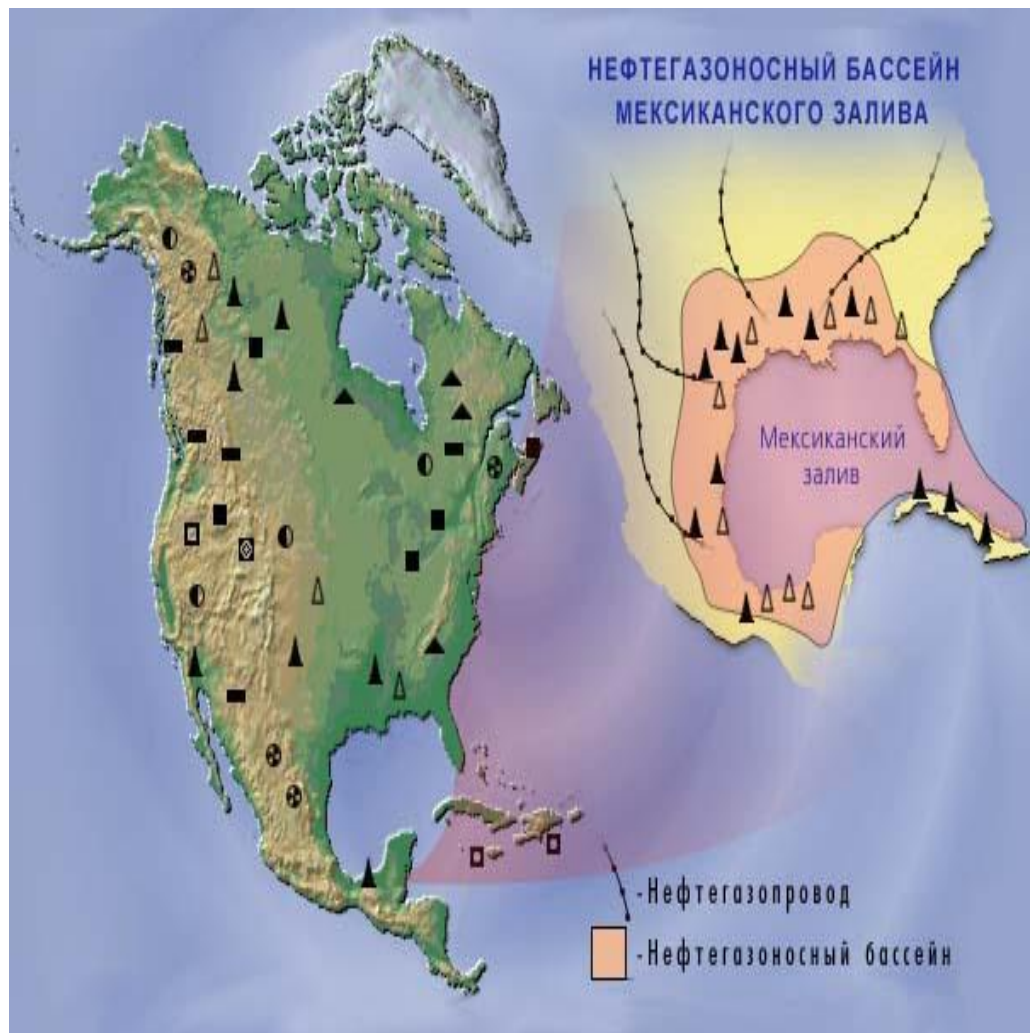 НЕФТЕГАЗОНОСНЫЙ БАССЕЙН
МЕКСИКАНСКОГО ЗАЛИВА
Мексиканский
залив
-Нефтегазопровод
-Нефтегазоносный бассейн